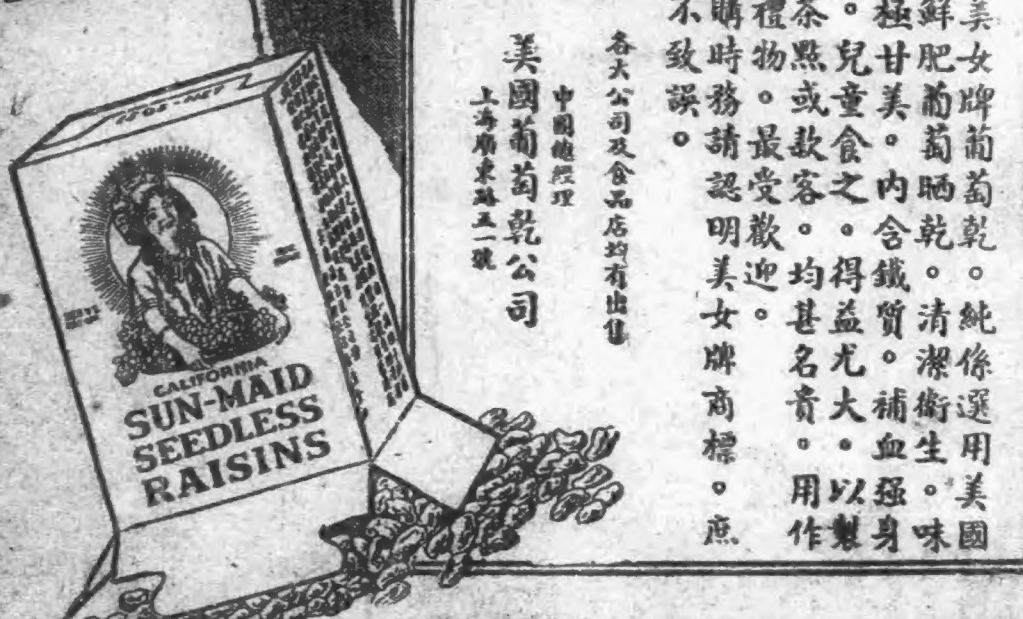 美女牌葡萄乾。純係選用美國
鮮肥葡萄晒乾。清潔衛生。味
極甘美。內含鐵質。補血强身
。兒童食之。得益尤大。以製
茶點或款客。均甚名貴。用作
禮物。最受歡迎。
購時務請認明美女牌商標。庶
不致誤。
各大公司及食品店均有出售
中國總經理
美國葡萄乾公司
上海廣東路五一號
CALIFORNIA
SUN-MAID
SEEDLESS
RAISINS